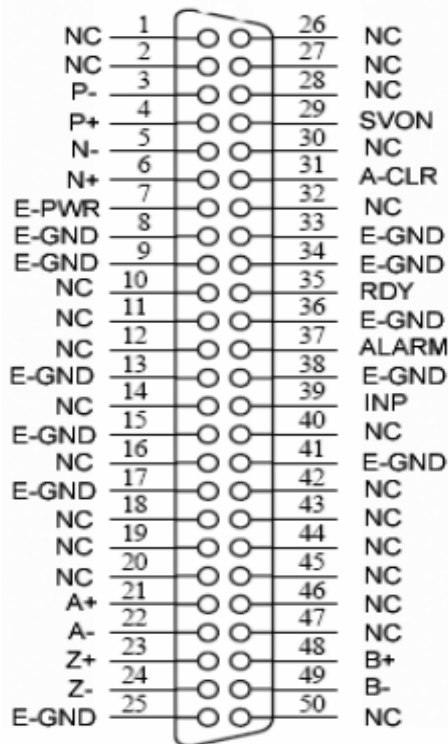 NC 1 26 NC
NC 2 27 NC
P- 3 28 NC
P+ 4 29 SVON
N- 5 30 NC
N+ 6 31 A-CLR
E-PWR 7 32 NC
E-GND 8 33 E-GND
E-GND 9 34 E-GND
NC 10 35 RDY
NC 11 36 E-GND
NC 12 37 ALARM
E-GND 13 38 E-GND
NC 14 39 INP
E-GND 15 40 NC
NC 16 41 E-GND
E-GND 17 42 NC
NC 18 43 NC
NC 19 44 NC
NC 20 45 NC
A+ 21 46 NC
A- 22 47 NC
Z+ 23 48 B+
Z- 24 49 B-
E-GND 25 50 NC